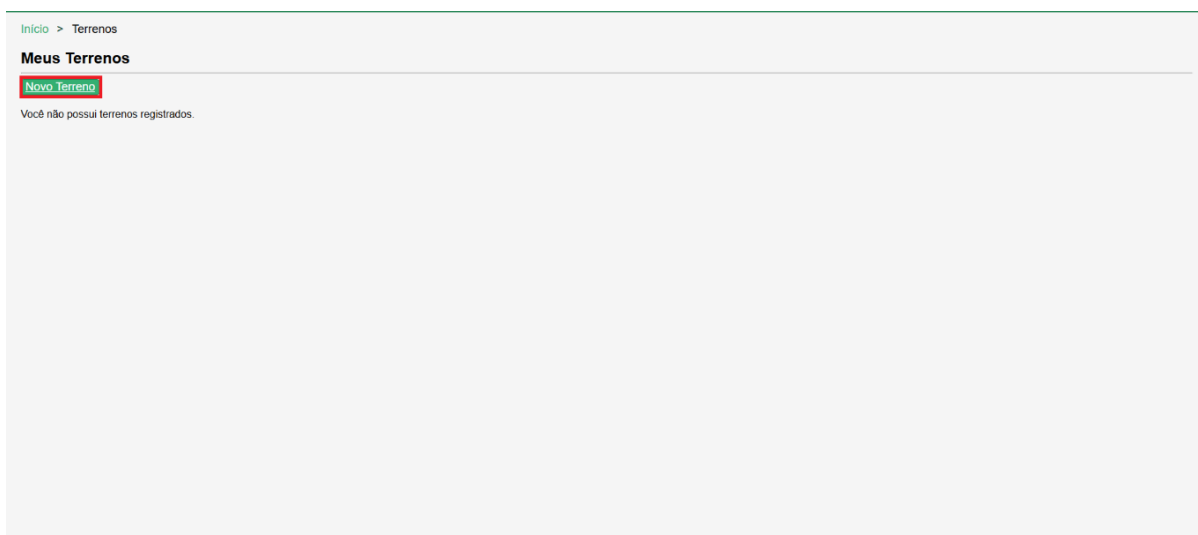 Início > Terrenos
Meus Terrenos
Novo Terreno
Você não possui terrenos registrados.